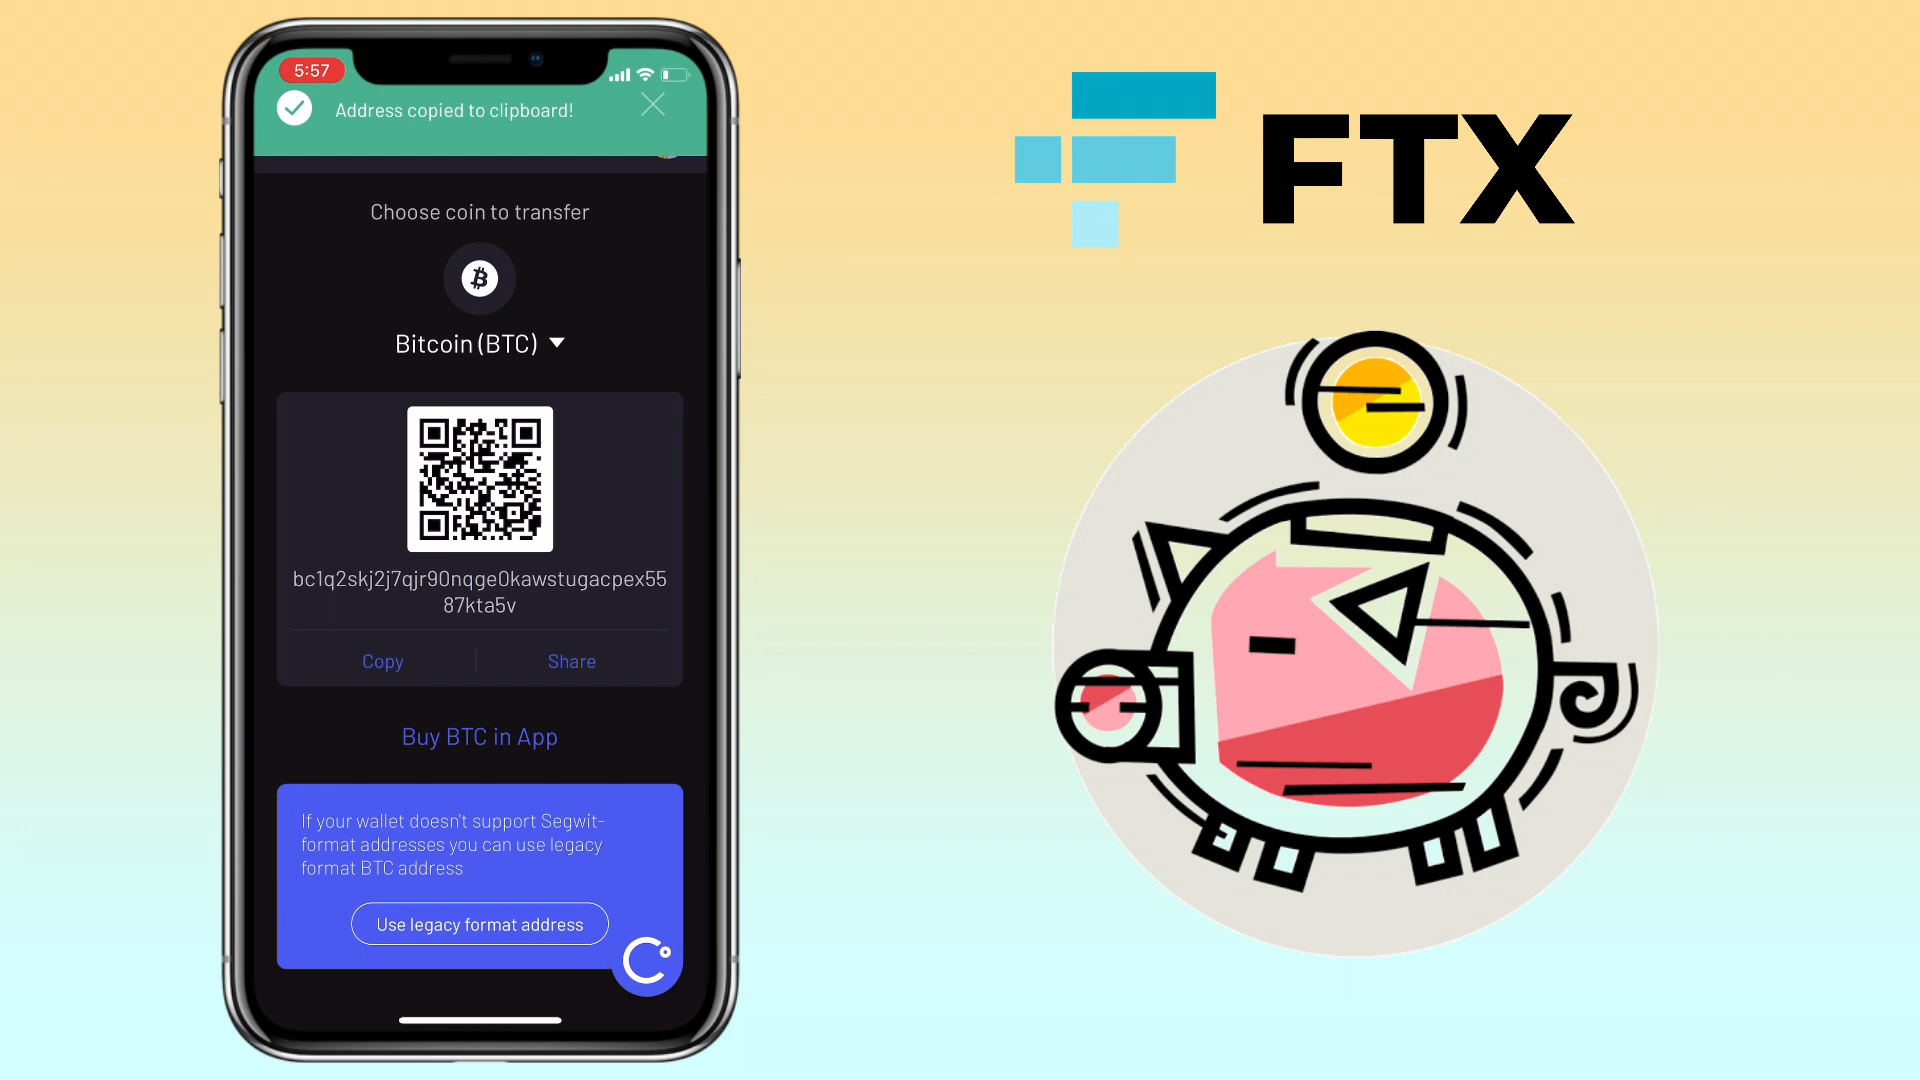 5:57
Address copied to clipboard!
Choose coin to transfer
Bitcoin (BTC)
bc1q2skj2j7qjr90nqge0kawstugacpex55
87kta5v
Copy
Share
Buy BTC in App
If your wallet doesn't support Segwit-
format addresses you can use legacy
format BTC address
Use legacy format address
FTX